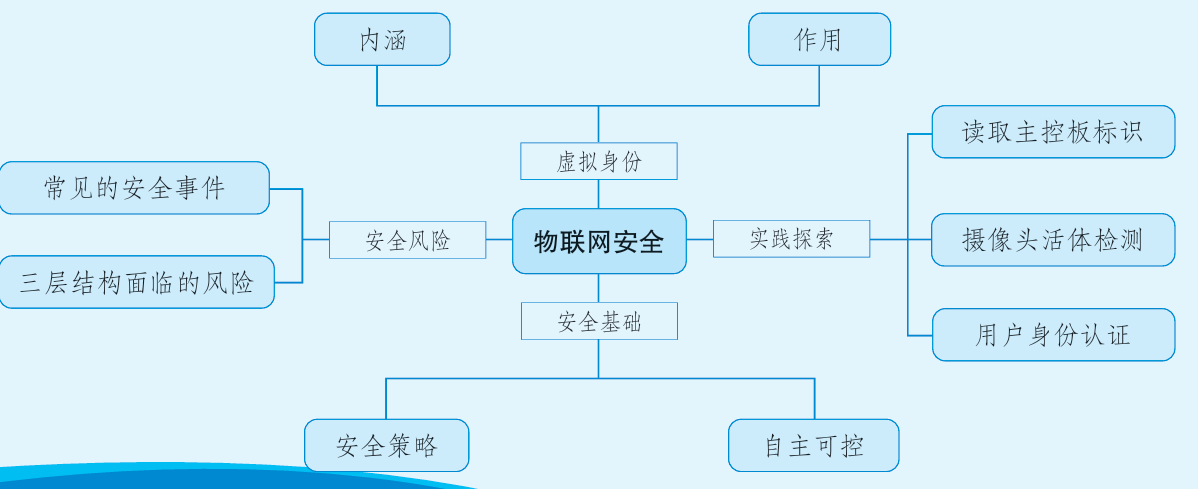 内涵
作用
虚拟身份
读取主控板标识
常见的安全事件
安全风险
物联网安全
实践探索
摄像头活体检测
三层结构面临的风险
安全基础
用户身份认证
安全策略
自主可控